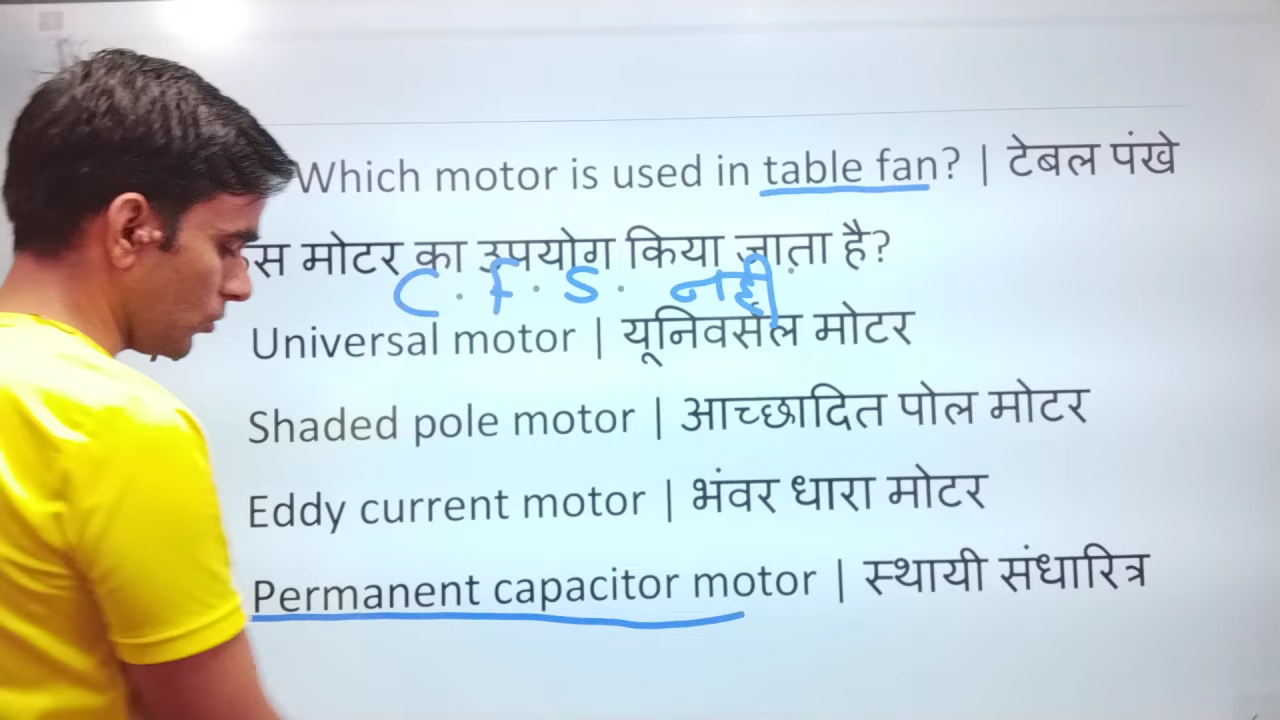 Which motor is used in table fan? | टेबल पंखे
स मोटर का उपयोग किया जाता है?
C. F. S. नही
Universal motor | यूनिवर्सल मोटर
Shaded pole motor | आच्छादित पोल मोटर
Eddy current motor | भंवर धारा मोटर
Permanent capacitor motor | स्थायी संधारित्र